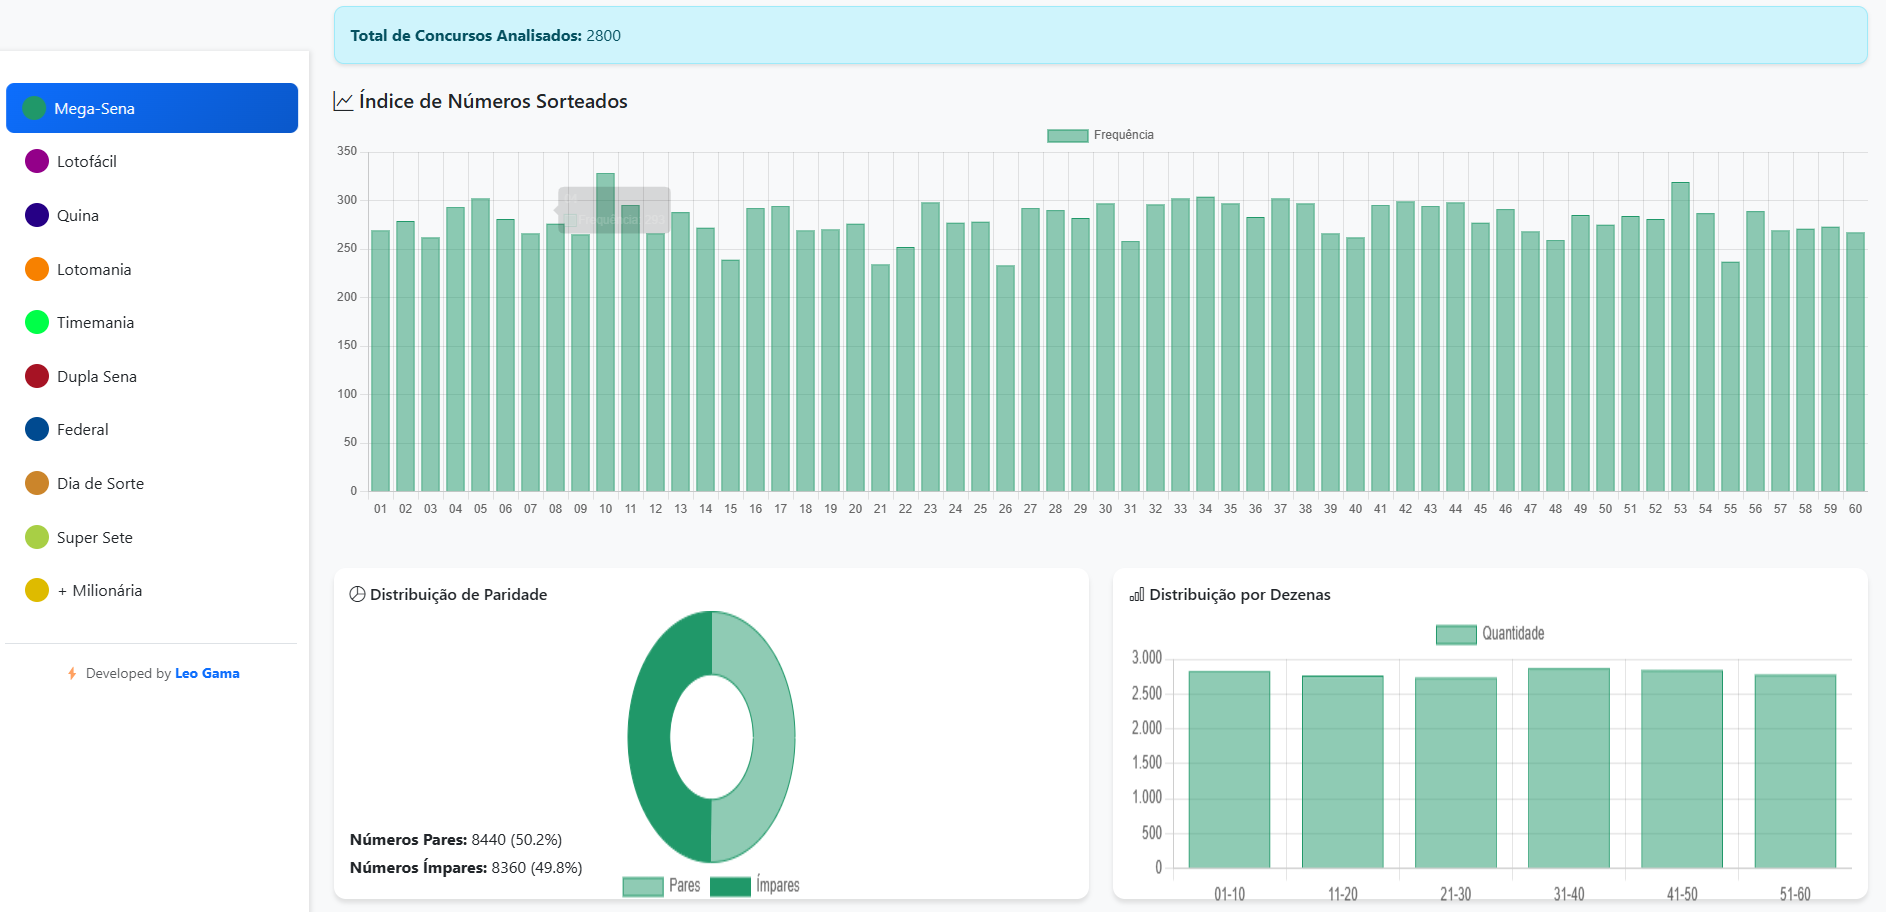 Total de Concursos Analisados: 2800
Mega-Sena
Lotofácil
Quina
Lotomania
Timemania
Dupla Sena
Federal
Dia de Sorte
Super Sete
+ Milionária
Developed by Leo Gama
Índice de Números Sorteados
Frequência
350
300
250
200
150
100
50
0
01 02 03 04 05 06 07 08 09 10 11 12 13 14 15 16 17 18 19 20 21 22 23 24 25 26 27 28 29 30 31 32 33 34 35 36 37 38 39 40 41 42 43 44 45 46 47 48 49 50 51 52 53 54 55 56 57 58 59 60
Distribuição de Paridade
Números Pares: 8440 (50.2%)
Números Ímpares: 8360 (49.8%)
Pares Ímpares
Distribuição por Dezenas
Quantidade
3.000
2.500
2.000
1.500
1.000
500
0
01-10 11-20 21-30 31-40 41-50 51-60